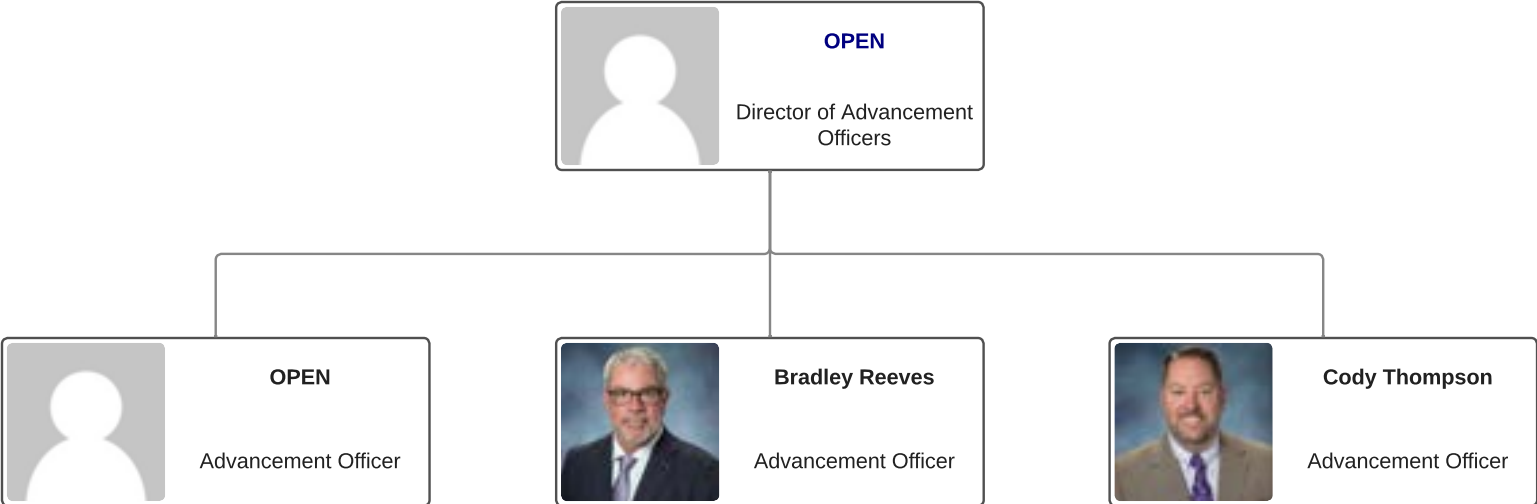 OPEN
Director of Advancement
Officers
OPEN
Advancement Officer
Bradley Reeves
Advancement Officer
Cody Thompson
Advancement Officer